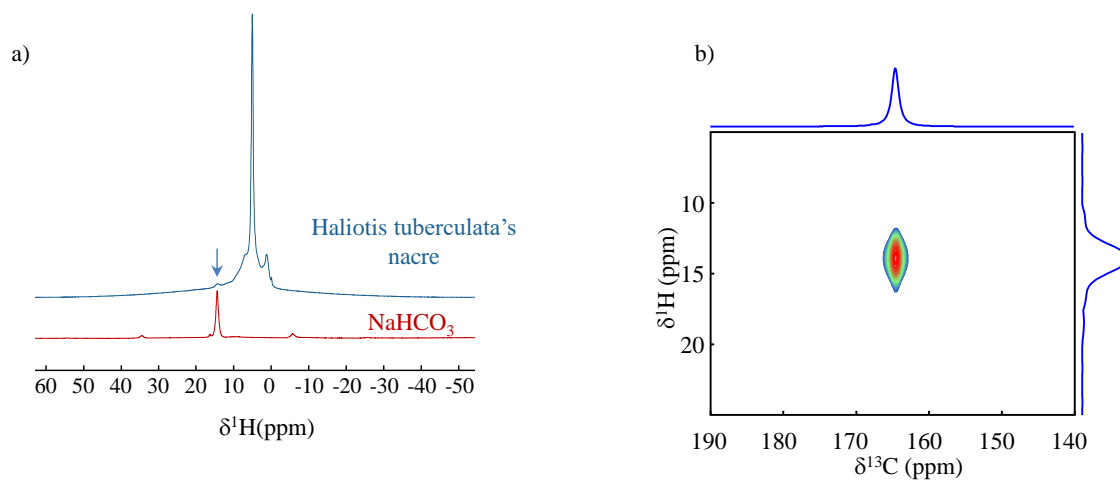 a)
Haliotis tuberculata's
nacre
NaHCO₃
60 50 40 30 20 10 0 -10 -20 -30 -40 -50
δ¹H(ppm)
b)
10
15
20
δ¹H (ppm)
190 180 170 160 150 140
δ¹³C (ppm)